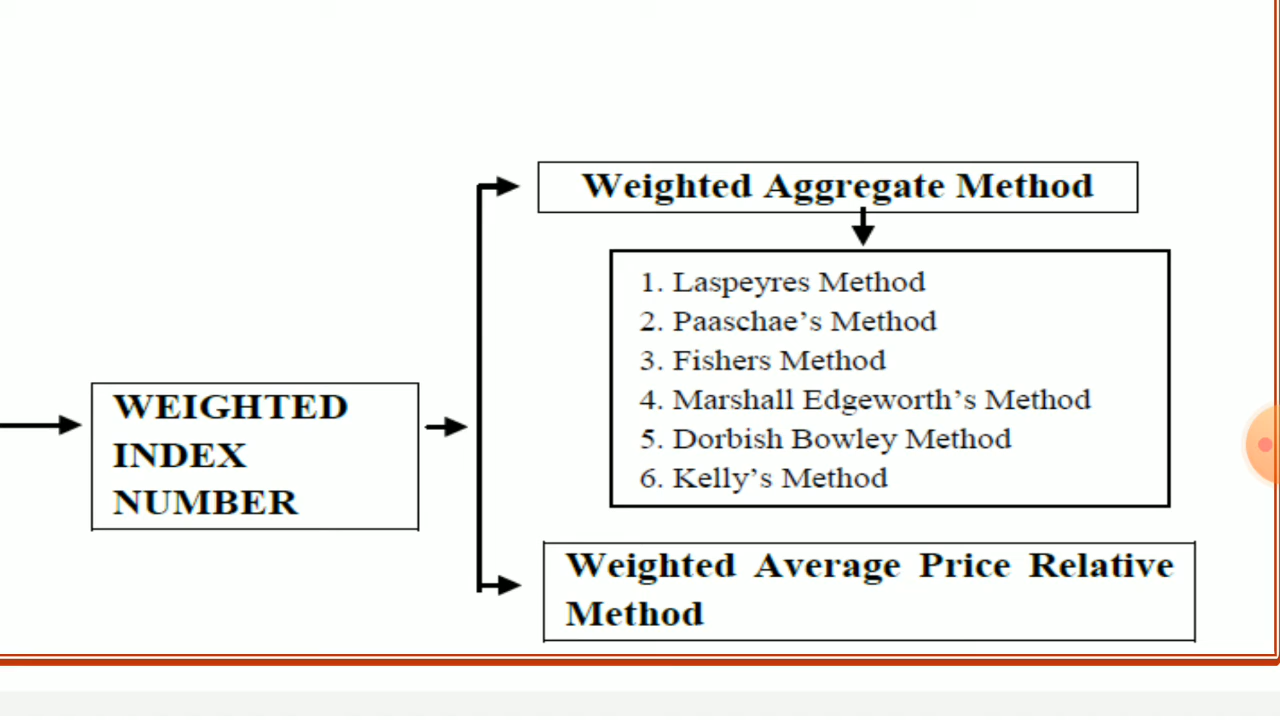 Weighted Aggregate Method
1. Laspeyres Method
2. Paaschae's Method
3. Fishers Method
4. Marshall Edgeworth's Method
5. Dorbish Bowley Method
6. Kelly's Method
WEIGHTED
INDEX
NUMBER
Weighted Average Price Relative
Method